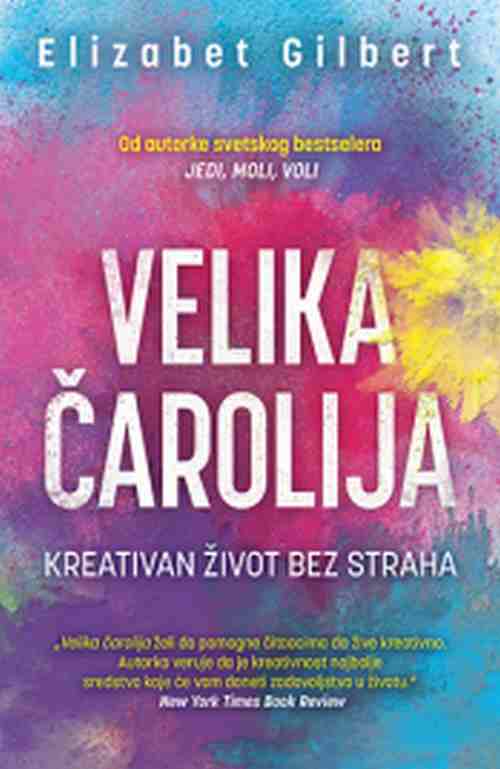 Elizabet Gilbert
Od autorke svetskog bestselera
JEDI, MOLI, VOLI
VELIKA
ČAROLIJA
KREATIVAN ŽIVOT BEZ STRAHA
„Velika čarolija želi da pomogne čitaocima da žive kreativno.
Autorka veruje da je kreativnost najbolje
sredstvo koje će vam doneti zadovoljstva u životu.“
New York Times Book Review